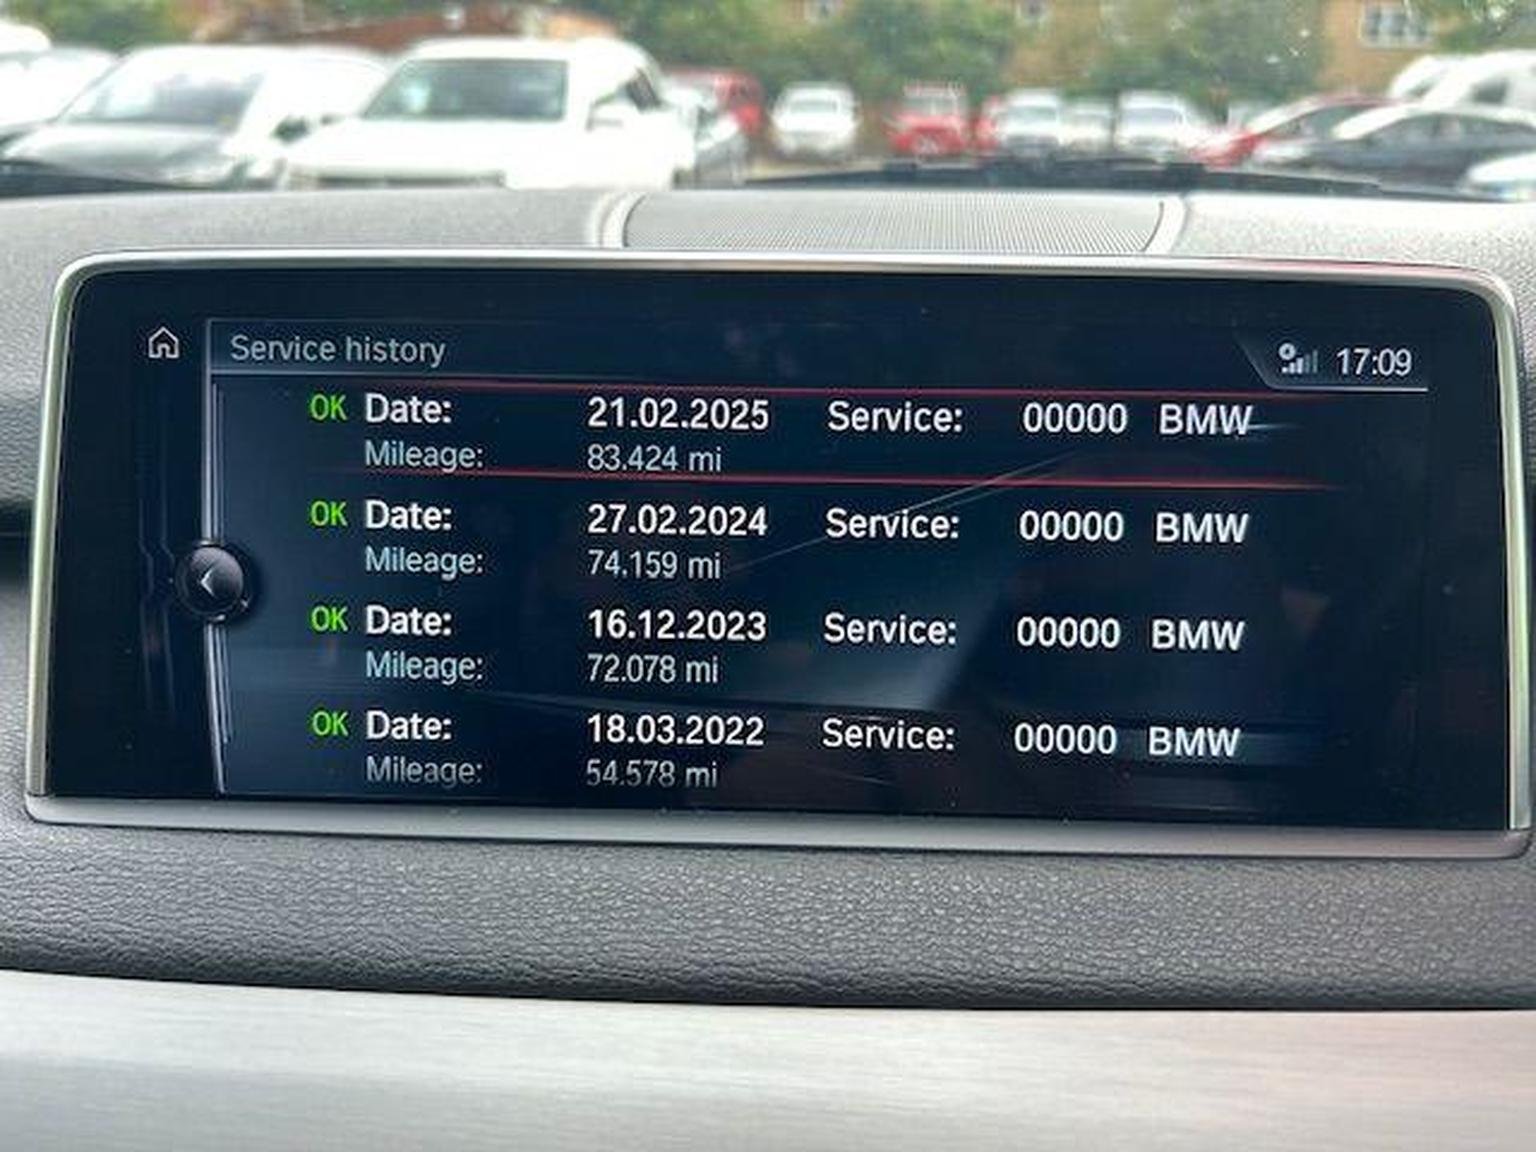 Service history 17:09
OK Date: 21.02.2025 Service: 00000 BMW
Mileage: 83.424 mi
OK Date: 27.02.2024 Service: 00000 BMW
Mileage: 74.159 mi
OK Date: 16.12.2023 Service: 00000 BMW
Mileage: 72.078 mi
OK Date: 18.03.2022 Service: 00000 BMW
Mileage: 54.578 mi